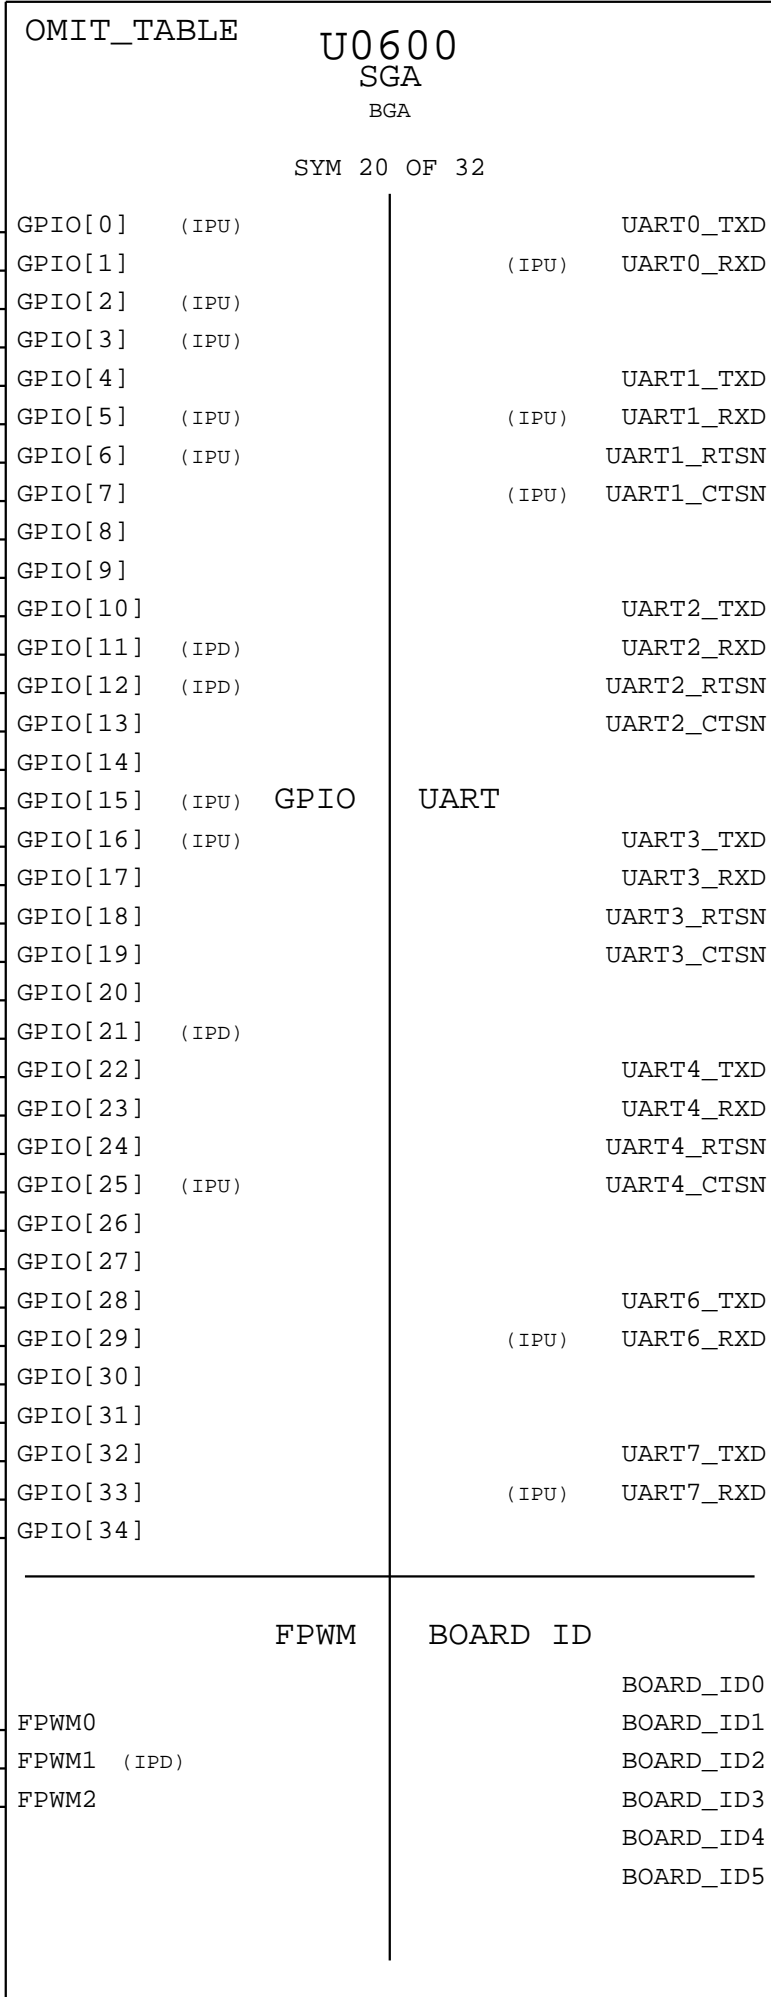 OMIT_TABLE
U0600
SGA
BGA
SYM 20 OF 32
GPIO[0] (IPU) UART0_TXD
GPIO[1] (IPU) UART0_RXD
GPIO[2] (IPU)
GPIO[3] (IPU)
GPIO[4] UART1_TXD
GPIO[5] (IPU) (IPU) UART1_RXD
GPIO[6] (IPU) UART1_RTSN
GPIO[7] (IPU) UART1_CTSN
GPIO[8]
GPIO[9]
GPIO[10] UART2_TXD
GPIO[11] (IPD) UART2_RXD
GPIO[12] (IPD) UART2_RTSN
GPIO[13] UART2_CTSN
GPIO[14]
GPIO[15] (IPU) GPIO UART
GPIO[16] (IPU) UART3_TXD
GPIO[17] UART3_RXD
GPIO[18] UART3_RTSN
GPIO[19] UART3_CTSN
GPIO[20]
GPIO[21] (IPD)
GPIO[22] UART4_TXD
GPIO[23] UART4_RXD
GPIO[24] UART4_RTSN
GPIO[25] (IPU) UART4_CTSN
GPIO[26]
GPIO[27]
GPIO[28] UART6_TXD
GPIO[29] (IPU) UART6_RXD
GPIO[30]
GPIO[31]
GPIO[32] UART7_TXD
GPIO[33] (IPU) UART7_RXD
GPIO[34]
FPWM BOARD ID
BOARD_ID0
FPWM0 BOARD_ID1
FPWM1 (IPD) BOARD_ID2
FPWM2 BOARD_ID3
BOARD_ID4
BOARD_ID5